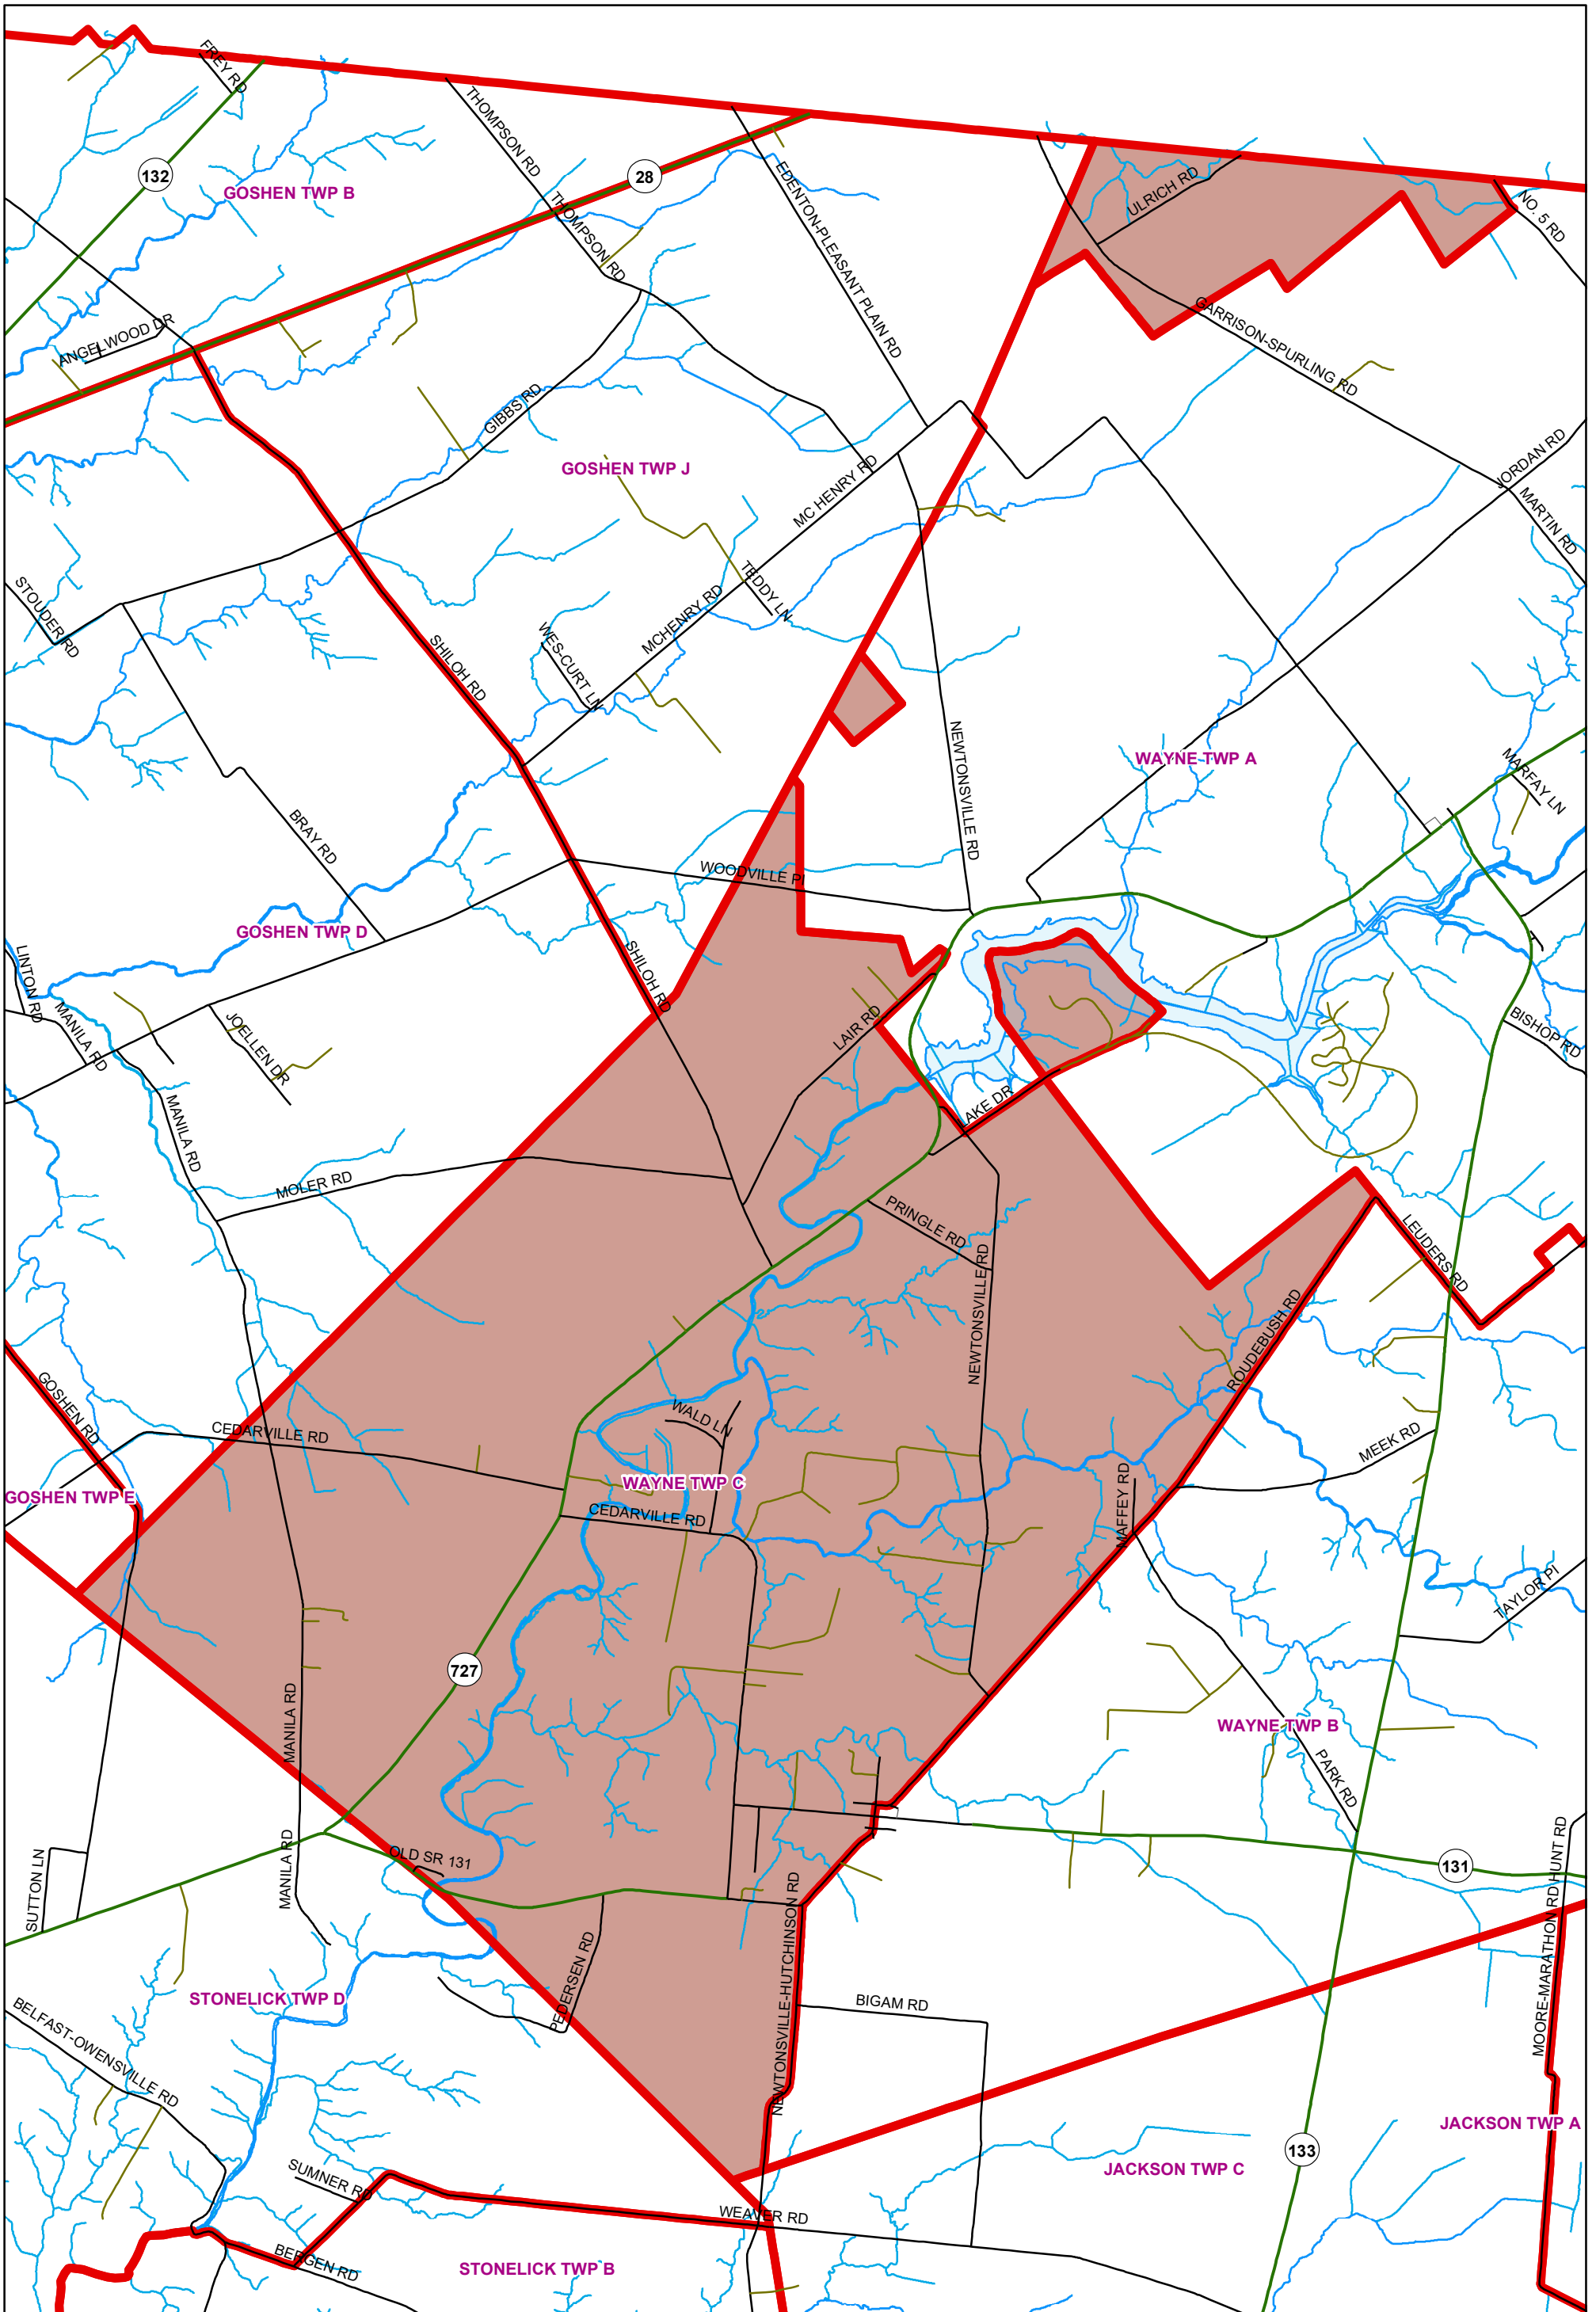 FREY RD
132
GOSHEN TWP B
THOMPSON RD
28
THOMPSON RD
EDENTON-PLEASANT PLAIN RD
ULRICH RD
NO. 5 RD
ANGELWOOD DR
GARRISON-SPURLING RD
GIBBS RD
GOSHEN TWP J
MC HENRY RD
JORDAN RD
MARTIN RD
STOUDER RD
TEDDY LN
MCHENRY RD
WES-CURT LN
SHILOH RD
NEWTONSVILLE RD
WAYNE TWP A
MARFAY LN
BRAY RD
WOODVILLE PI
GOSHEN TWP D
SHILOH RD
LINTON RD
MANILA RD
JOELLEN DR
LAIR RD
BISHOP RD
AKE DR
MANILA RD
MOLER RD
PRINGLE RD
LEUDERS RD
NEWTONSVILLE RD
ROUDEBUSH RD
GOSHEN RD
CEDARVILLE RD
WALD LN
MEEK RD
GOSHEN TWP E
WAYNE TWP C
CEDARVILLE RD
MAFFEY RD
TAYLOR PI
727
MANILA RD
WAYNE TWP B
PARK RD
MANILA RD
OLD SR 131
131
SUTTON LN
NEWTONSVILLE-HUTCHINSON RD
MOORE-MARATHON RD
HUNT RD
PEDERSEN RD
STONELICK TWP D
BIGAM RD
BELFAST-OWENSVILLE RD
JACKSON TWP A
133
JACKSON TWP C
SUMNER RD
WEAVER RD
BERGEN RD
STONELICK TWP B